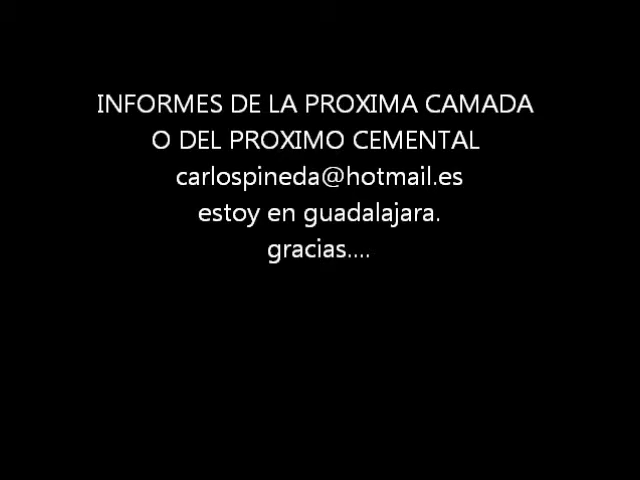 INFORMES DE LA PROXIMA CAMADA
O DEL PROXIMO CEMENTAL
carlospineda@hotmail.es
estoy en guadalajara.
gracias....